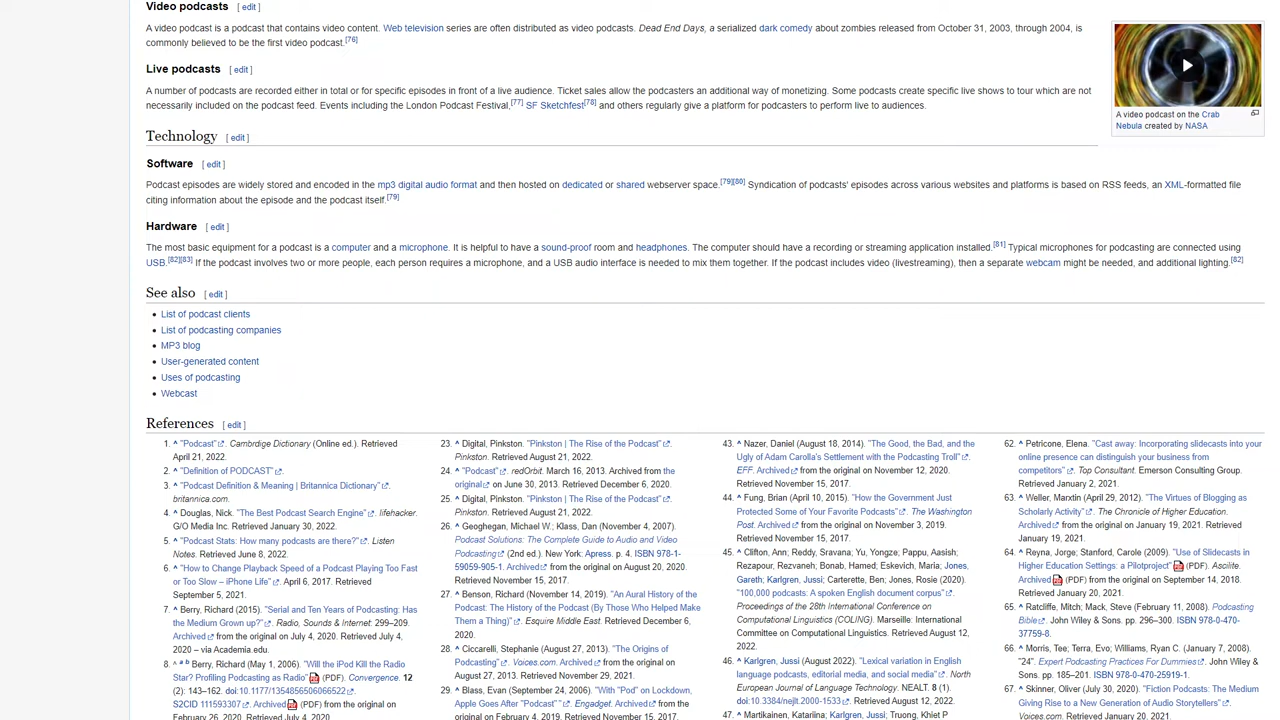 Video podcasts [ edit ]
A video podcast is a podcast that contains video content. Web television series are often distributed as video podcasts. Dead End Days, a serialized dark comedy about zombies released from October 31, 2003, through 2004, is
commonly believed to be the first video podcast.[76]
Live podcasts [ edit ]
A number of podcasts are recorded either in total or for specific episodes in front of a live audience. Ticket sales allow the podcasters an additional way of monetizing. Some podcasts create specific live shows to tour which are not
necessarily included on the podcast feed. Events including the London Podcast Festival,[77] SF Sketchfest[78] and others regularly give a platform for podcasters to perform live to audiences.
A video podcast on the Crab
Nebula created by NASA
Technology [ edit ]
Software [ edit ]
Podcast episodes are widely stored and encoded in the mp3 digital audio format and then hosted on dedicated or shared webserver space.[79][80] Syndication of podcasts' episodes across various websites and platforms is based on RSS feeds, an XML-formatted file
citing information about the episode and the podcast itself.[79]
Hardware [ edit ]
The most basic equipment for a podcast is a computer and a microphone. It is helpful to have a sound-proof room and headphones. The computer should have a recording or streaming application installed.[81] Typical microphones for podcasting are connected using
USB.[82][83] If the podcast involves two or more people, each person requires a microphone, and a USB audio interface is needed to mix them together. If the podcast includes video (livestreaming), then a separate webcam might be needed, and additional lighting.[82]
See also [ edit ]
• List of podcast clients
• List of podcasting companies
• MP3 blog
• User-generated content
• Uses of podcasting
• Webcast
References [ edit ]
1. ^ "Podcast". Cambrdige Dictionary (Online ed.). Retrieved
April 21, 2022.
2. ^ "Definition of PODCAST".
3. ^ "Podcast Definition & Meaning | Britannica Dictionary".
britannica.com.
4. ^ Douglas, Nick. "The Best Podcast Search Engine". lifehacker.
G/O Media Inc. Retrieved January 30, 2022.
5. ^ "Podcast Stats: How many podcasts are there?". Listen
Notes. Retrieved June 8, 2022.
6. ^ "How to Change Playback Speed of a Podcast Playing Too Fast
or Too Slow – iPhone Life". April 6, 2017. Retrieved
September 5, 2021.
7. ^ Berry, Richard (2015). "Serial and Ten Years of Podcasting: Has
the Medium Grown up?". Radio, Sounds & Internet: 299–209.
Archived from the original on July 4, 2020. Retrieved July 4,
2020 – via Academia.edu.
8. ^ a b Berry, Richard (May 1, 2006). "Will the iPod Kill the Radio
Star? Profiling Podcasting as Radio" (PDF). Convergence. 12
(2): 143–162. doi:10.1177/1354856506066522.
S2CID 111593307. Archived (PDF) from the original on
February 26, 2020. Retrieved July 4, 2020.
23. ^ Digital, Pinkston. "Pinkston | The Rise of the Podcast".
Pinkston. Retrieved August 21, 2022.
24. ^ "Podcast". redOrbit. March 16, 2013. Archived from the
original on June 30, 2013. Retrieved December 6, 2020.
25. ^ Digital, Pinkston. "Pinkston | The Rise of the Podcast".
Pinkston. Retrieved August 21, 2022.
26. ^ Geoghegan, Michael W.; Klass, Dan (November 4, 2007).
Podcast Solutions: The Complete Guide to Audio and Video
Podcasting (2nd ed.). New York: Apress. p. 4. ISBN 978-1-
59059-905-1. Archived from the original on August 20, 2020.
Retrieved November 15, 2017.
27. ^ Benson, Richard (November 14, 2019). "An Aural History of the
Podcast: The History of the Podcast (By Those Who Helped Make
Them a Thing)". Esquire Middle East. Retrieved December 6,
2020.
28. ^ Ciccarelli, Stephanie (August 27, 2013). "The Origins of
Podcasting". Voices.com. Archived from the original on
August 29, 2017. Retrieved November 29, 2021.
29. ^ Blass, Evan (September 24, 2006). "With "Pod" on Lockdown,
Apple Goes After "Podcast" ". Engadget. Archived from the
original on February 4, 2019. Retrieved November 15, 2017.
43. ^ Nazer, Daniel (August 18, 2014). "The Good, the Bad, and the
Ugly of Adam Carolla's Settlement with the Podcasting Troll".
EFF. Archived from the original on November 12, 2020.
Retrieved November 15, 2017.
44. ^ Fung, Brian (April 10, 2015). "How the Government Just
Protected Some of Your Favorite Podcasts". The Washington
Post. Archived from the original on November 3, 2019.
Retrieved November 15, 2017.
45. ^ Clifton, Ann; Reddy, Sravana; Yu, Yongze; Pappu, Aasish;
Rezapour, Rezvaneh; Bonab, Hamed; Eskevich, Maria; Jones,
Gareth; Karlgren, Jussi; Carterette, Ben; Jones, Rosie (2020).
"100,000 podcasts: A spoken English document corpus".
Proceedings of the 28th International Conference on
Computational Linguistics (COLING). Marseille: International
Committee on Computational Linguistics. Retrieved August 12,
2022.
46. ^ Karlgren, Jussi (August 2022). "Lexical variation in English
language podcasts, editorial media, and social media". North
European Journal of Language Technology. NEALT. 8 (1).
doi:10.3384/nejlt.2000-1533. Retrieved August 12, 2022.
47. ^ Martikainen, Katariina; Karlgren, Jussi; Truong, Khiet P
62. ^ Petricone, Elena. "Cast away: Incorporing slidecasts into your
online presence can distinguish your business from
competitors". Top Consultant. Emerson Consulting Group.
Retrieved January 2, 2021.
63. ^ Weller, Marxtin (April 29, 2012). "The Virtues of Blogging as
Scholarly Activity". The Chronicle of Higher Education.
Archived from the original on January 19, 2021. Retrieved
January 19, 2021.
64. ^ Reyna, Jorge; Stanford, Carole (2009). "Use of Slidecasts in
Higher Education Settings: a Pilotproject" (PDF). Ascilite.
Archived (PDF) from the original on September 14, 2018.
Retrieved January 20, 2021.
65. ^ Ratcliffe, Mitch; Mack, Steve (February 11, 2008). Podcasting
Bible. John Wiley & Sons. pp. 296–300. ISBN 978-0-470-
37759-8.
66. ^ Morris, Tee; Terra, Evo; Williams, Ryan C. (January 7, 2008).
"24". Expert Podcasting Practices For Dummies. John Wiley &
Sons. pp. 185–201. ISBN 978-0-470-25919-1.
67. ^ Skinner, Oliver (July 30, 2020). "Fiction Podcasts: The Medium
Giving Rise to a New Generation of Audio Storytellers".
Voices.com. Retrieved January 20, 2021.